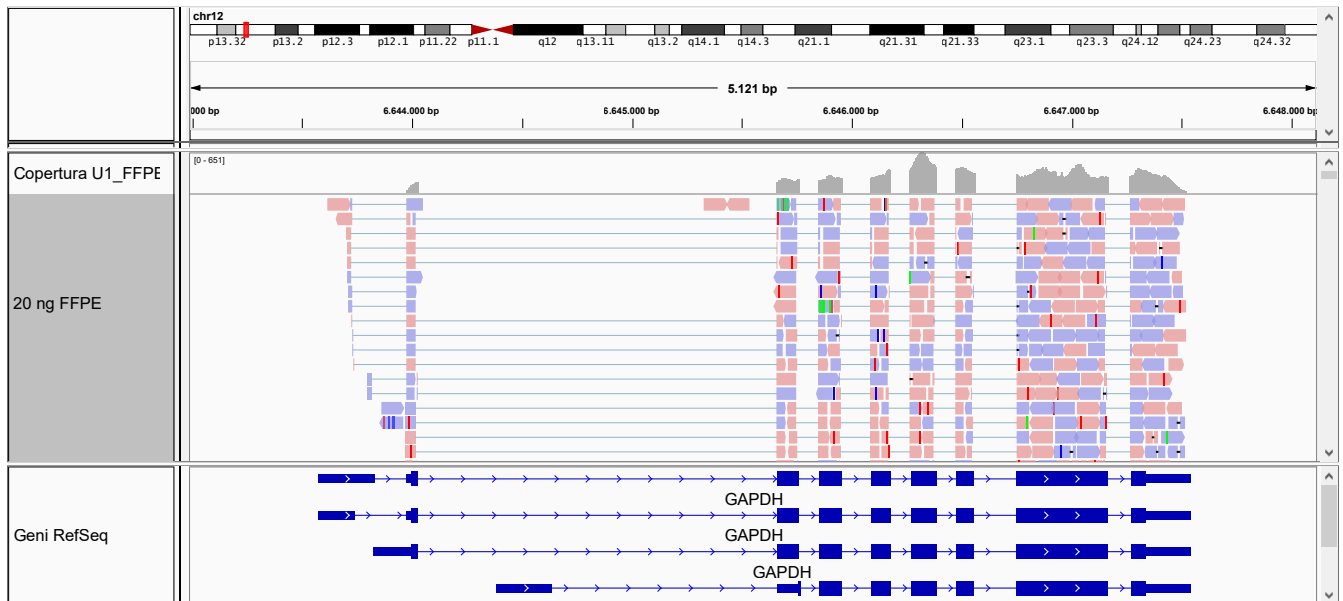 chr12
p13.32 p13.2 p12.3 p12.1 p11.22 p11.1 q12 q13.11 q13.2 q14.1 q14.3 q21.1 q21.31 q21.33 q23.1 q23.3 q24.12 q24.23 q24.32
5.121 bp
000 bp 6.644.000 bp 6.645.000 bp 6.646.000 bp 6.647.000 bp 6.648.000 bp
Copertura U1_FFPE
[0 - 651]
20 ng FFPE
Geni RefSeq
GAPDH
GAPDH
GAPDH